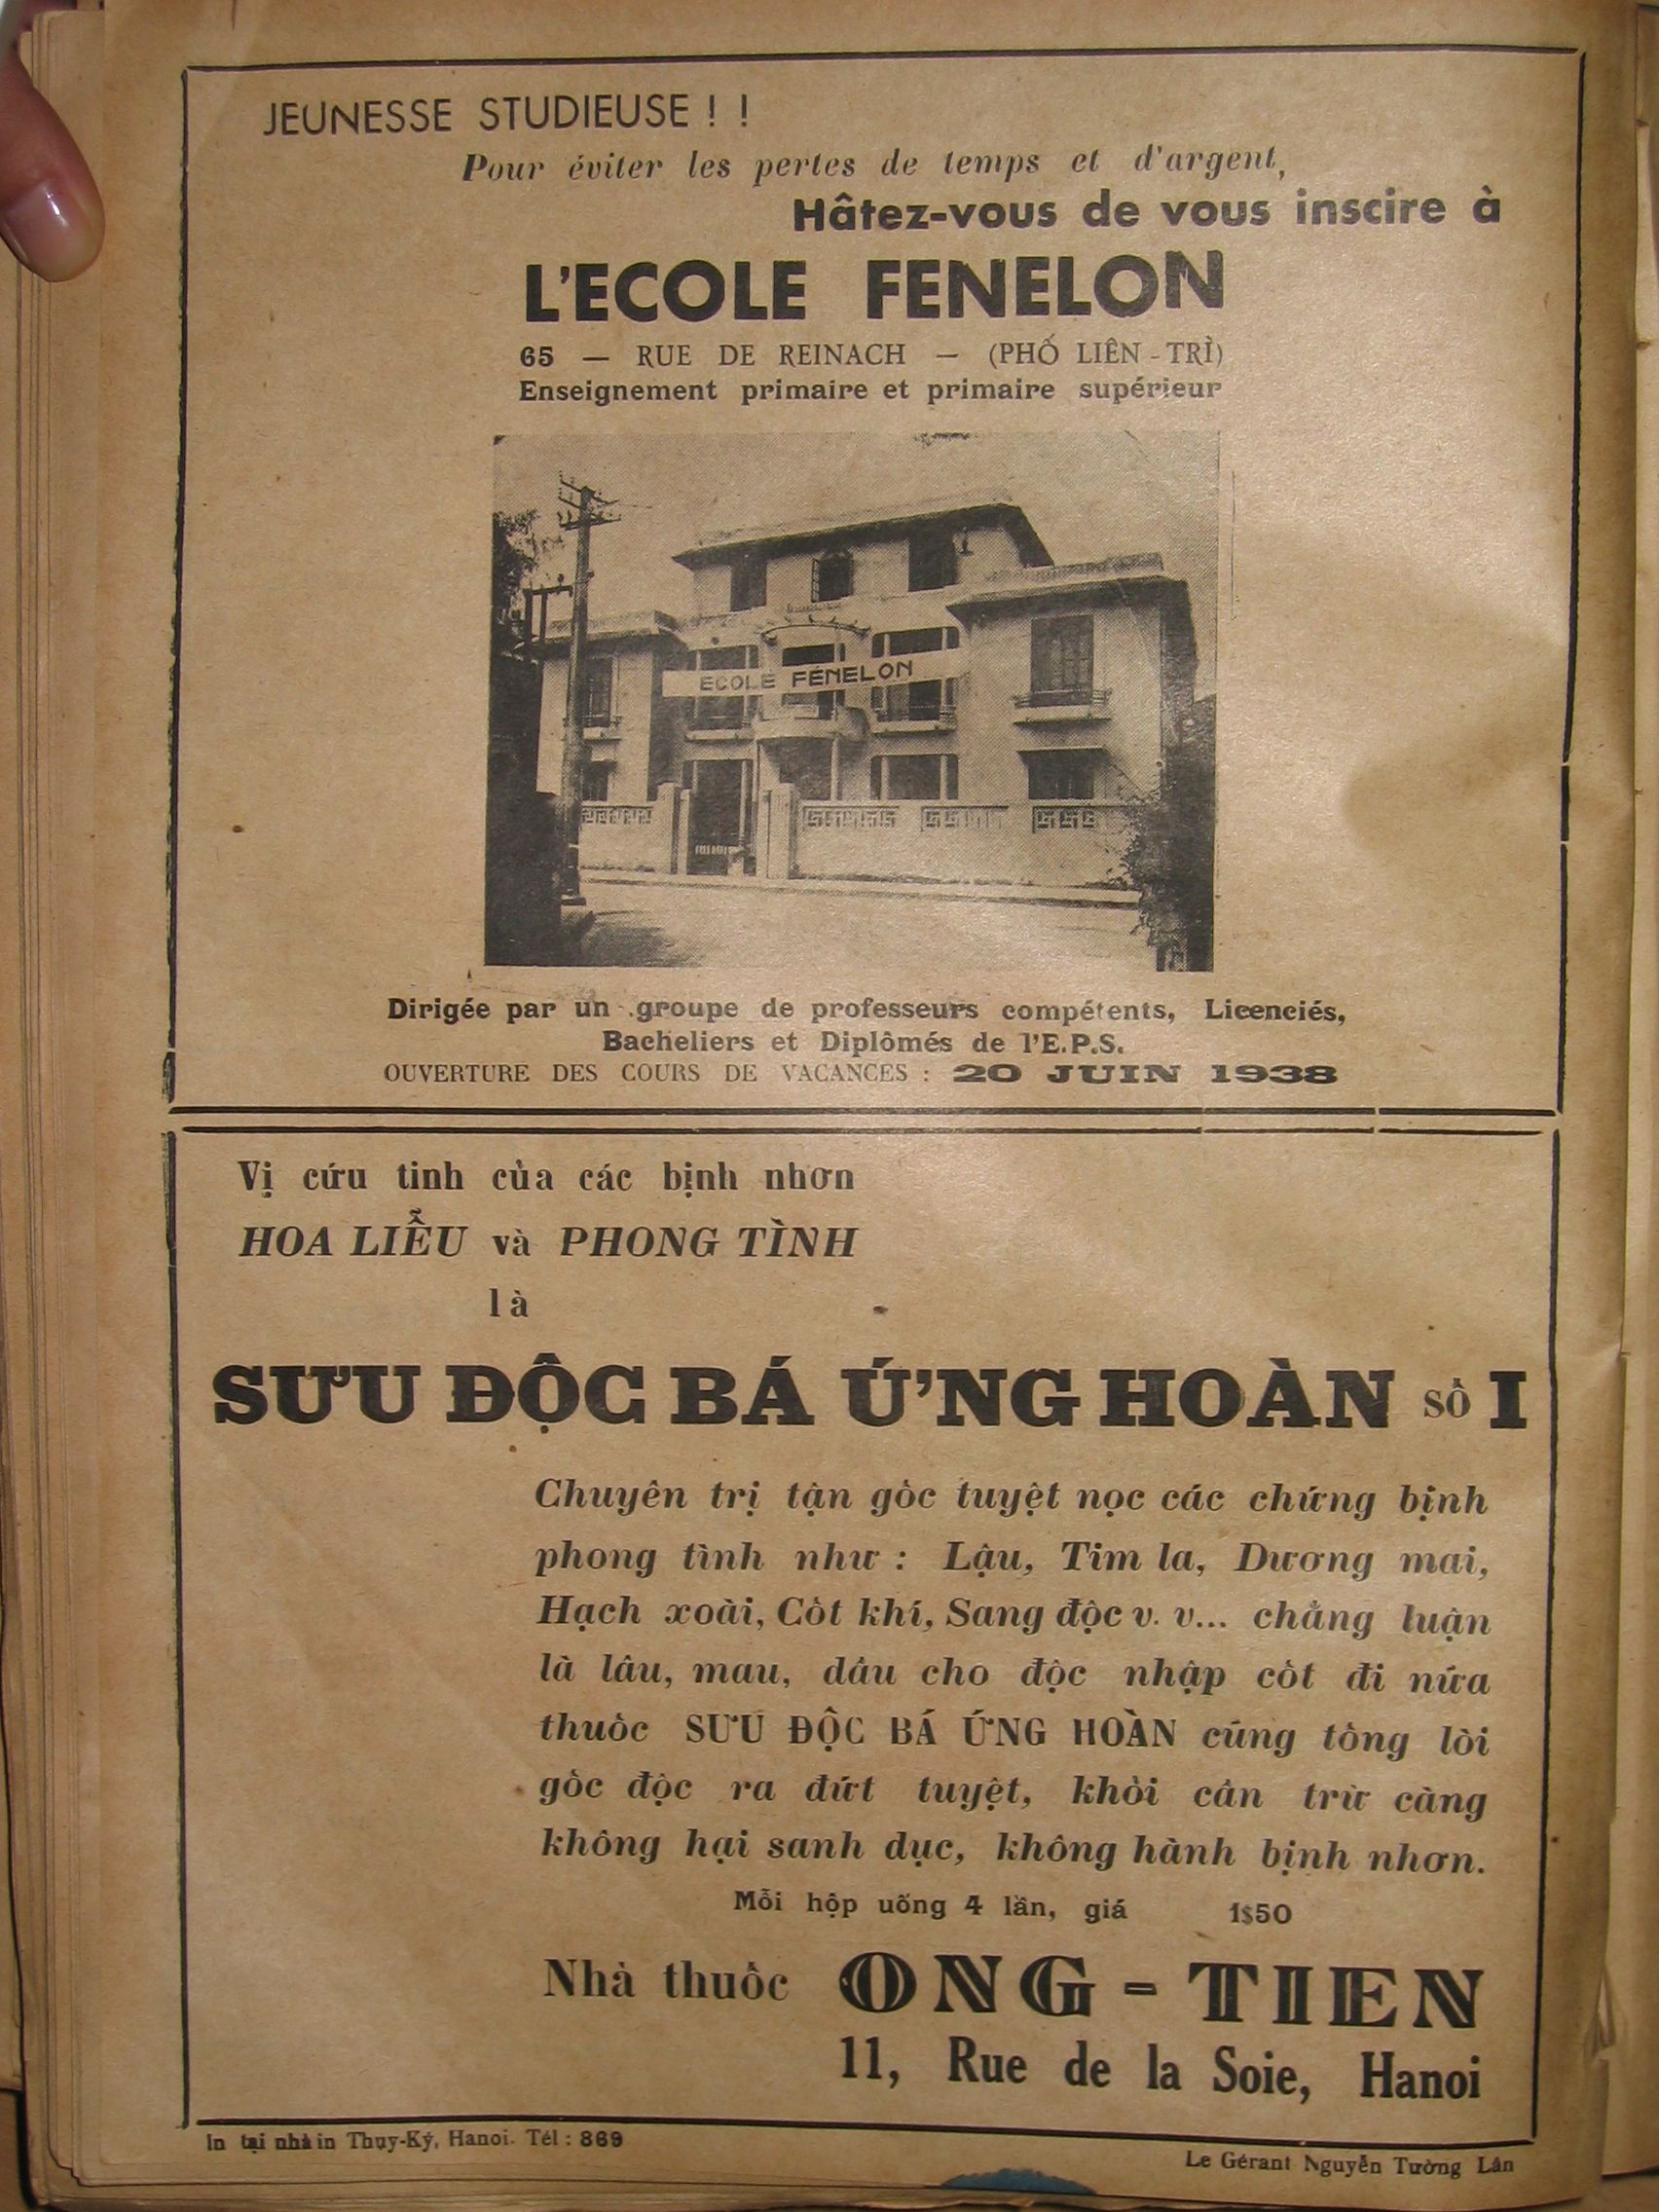 JEUNESSE STUDIEUSE ! !
Pour éviter les pertes de temps et d'argent,
Hâtez-vous de vous inscire à
L'ECOLE FENELON
65 — RUE DE REINACH — (PHỐ LIÊN - TRÌ)
Enseignement primaire et primaire supérieur
ECOLE FÉNELON
Dirigée par un groupe de professeurs compétents, Licenciés,
Bacheliers et Diplômés de l'E.P.S.
OUVERTURE DES COURS DE VACANCES : 20 JUIN 1938
Vị cứu tinh của các bịnh nhơn
HOA LIỄU và PHONG TÌNH
là
SƯU ĐỘC BÁ ỨNG HOÀN số I
Chuyên trị tận gốc tuyệt nọc các chứng bịnh
phong tình như : Lậu, Tim la, Dương mai,
Hạch xoài, Cốt khí, Sang độc v. v... chẳng luận
là lâu, mau, dầu cho độc nhập cốt đi nữa
thuốc SƯU ĐỘC BÁ ỨNG HOÀN cũng tống lòi
gốc độc ra đứt tuyệt, khỏi cần trừ căng
không hại sanh dục, không hành bịnh nhơn.
Mỗi hộp uống 4 lần, giá 1$50
Nhà thuốc ONG - TIEN
11, Rue de la Soie, Hanoi
In tại nhà in Thụy-Ký, Hanoi. Tél : 869
Le Gérant Nguyễn Tường Lân